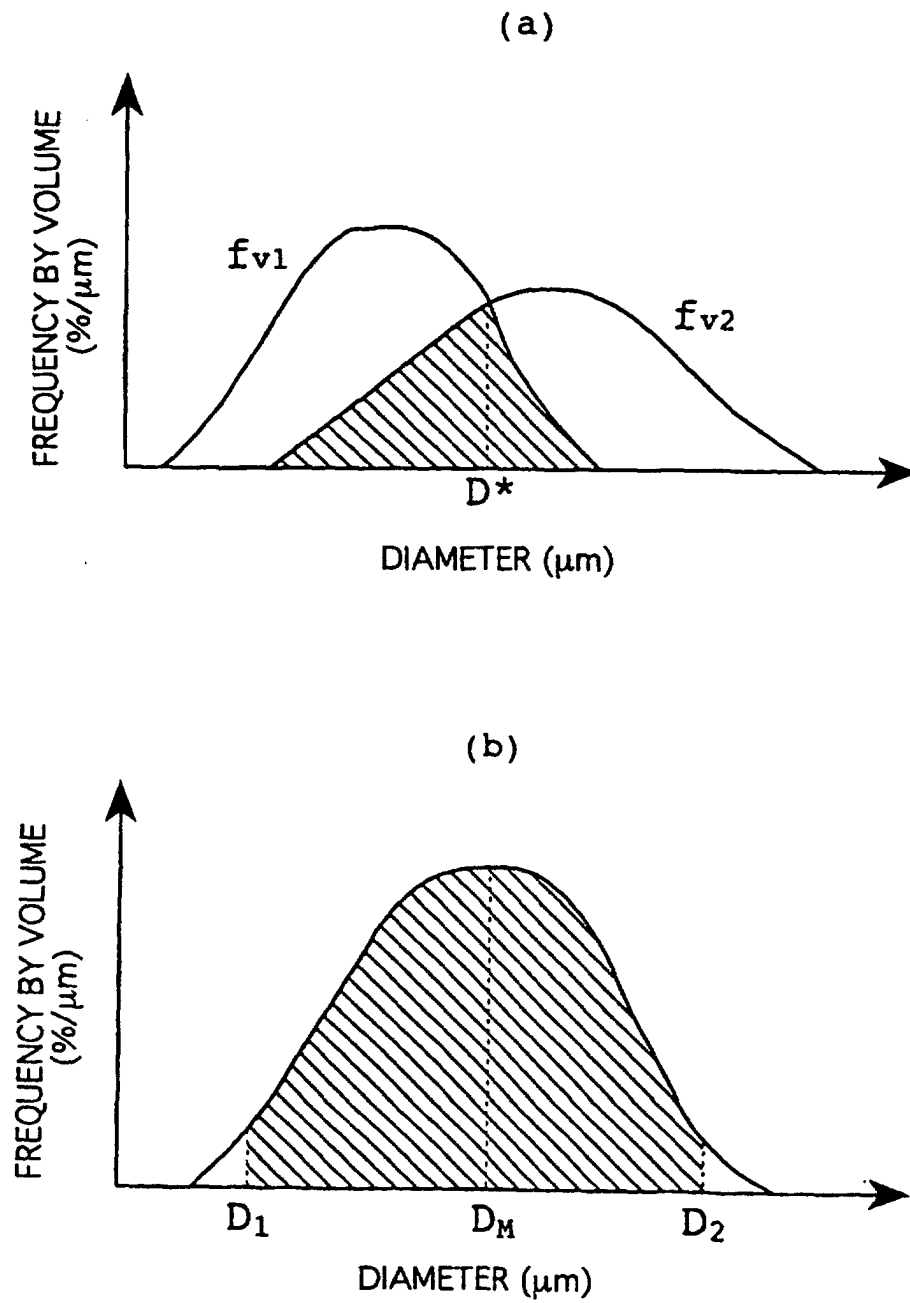 (a)
FREQUENCY BY VOLUME
(%/μm)
fv1
fv2
D*
DIAMETER (μm)
(b)
FREQUENCY BY VOLUME
(%/μm)
D1
DM
D2
DIAMETER (μm)